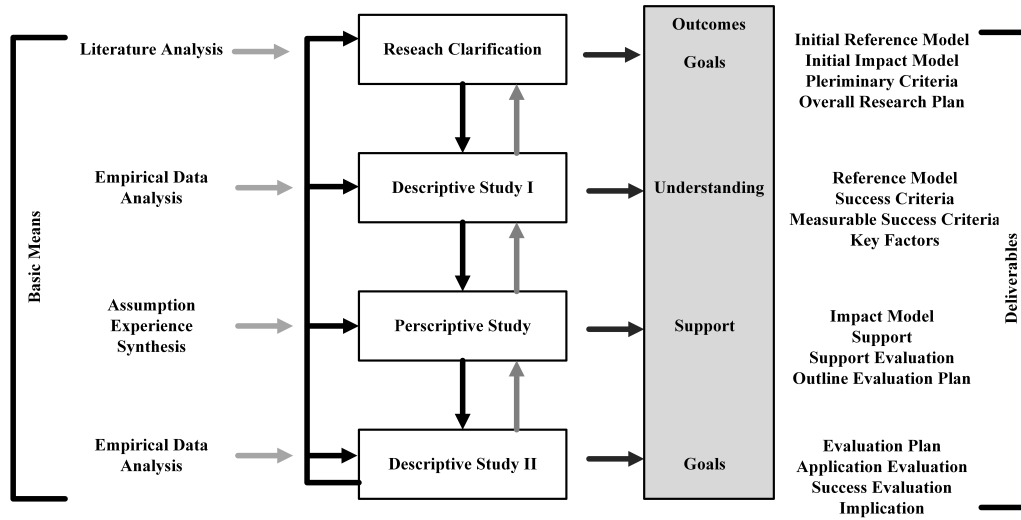 Basic Means
Literature Analysis
Reseach Clarification
Outcomes
Goals
Initial Reference Model
Initial Impact Model
Pleriminary Criteria
Overall Research Plan
Empirical Data
Analysis
Descriptive Study I
Understanding
Reference Model
Success Criteria
Measurable Success Criteria
Key Factors
Assumption
Experience
Synthesis
Perscriptive Study
Support
Impact Model
Support
Support Evaluation
Outline Evaluation Plan
Empirical Data
Analysis
Descriptive Study II
Goals
Evaluation Plan
Application Evaluation
Success Evaluation
Implication
Deliverables